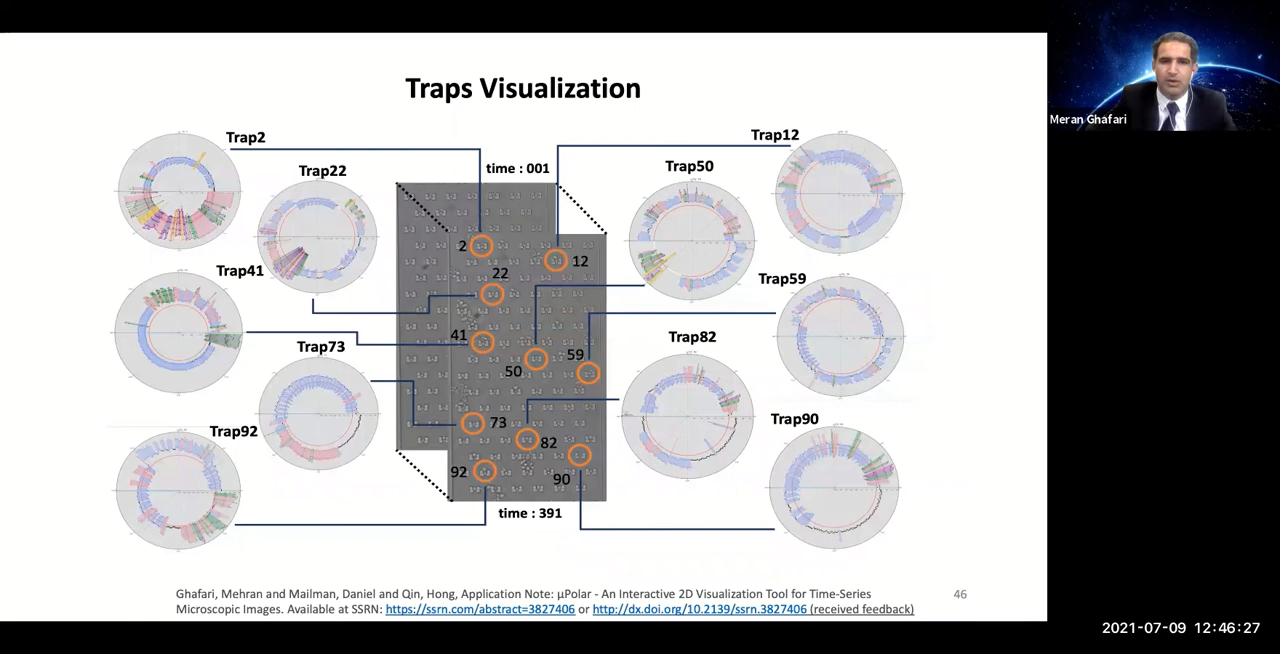 Traps Visualization
Meran Ghafari
Trap2
Trap12
Trap22
time : 001
Trap50
2
12
22
Trap41
Trap59
41
59
Trap73
50
Trap82
73
Trap92
82
Trap90
92
90
time : 391
Ghafari, Mehran and Mailman, Daniel and Qin, Hong, Application Note: µPolar - An Interactive 2D Visualization Tool for Time-Series
Microscopic Images. Available at SSRN: https://ssrn.com/abstract=3827406 or http://dx.doi.org/10.2139/ssrn.3827406 (received feedback)
46
2021-07-09 12:46:27